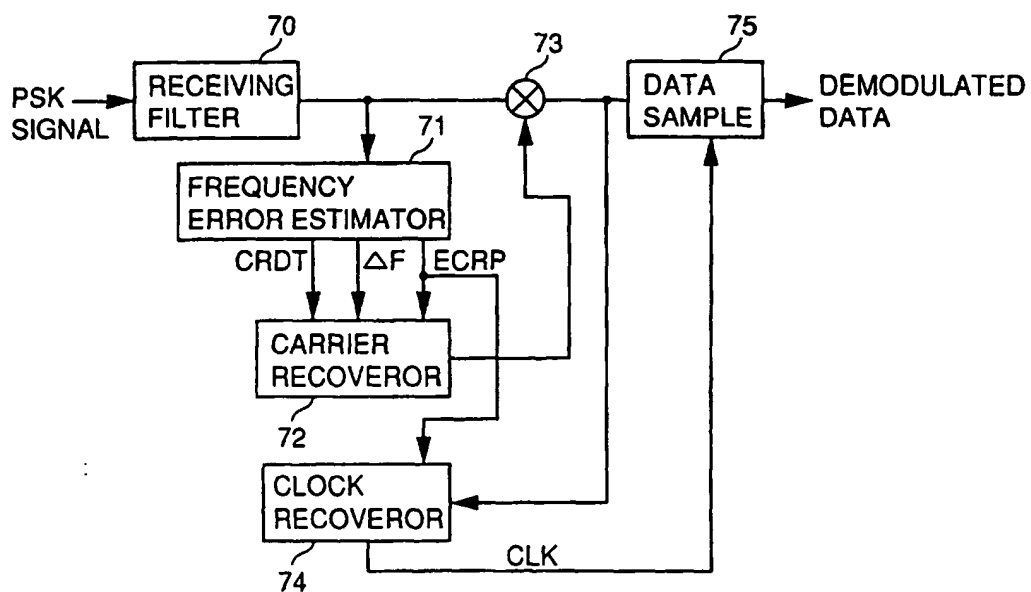 70
73
75
PSK
SIGNAL
RECEIVING
FILTER
DATA
SAMPLE
DEMODULATED
DATA
71
FREQUENCY
ERROR ESTIMATOR
CRDT
△F
ECRP
CARRIER
RECOVEROR
72
CLOCK
RECOVEROR
74
CLK